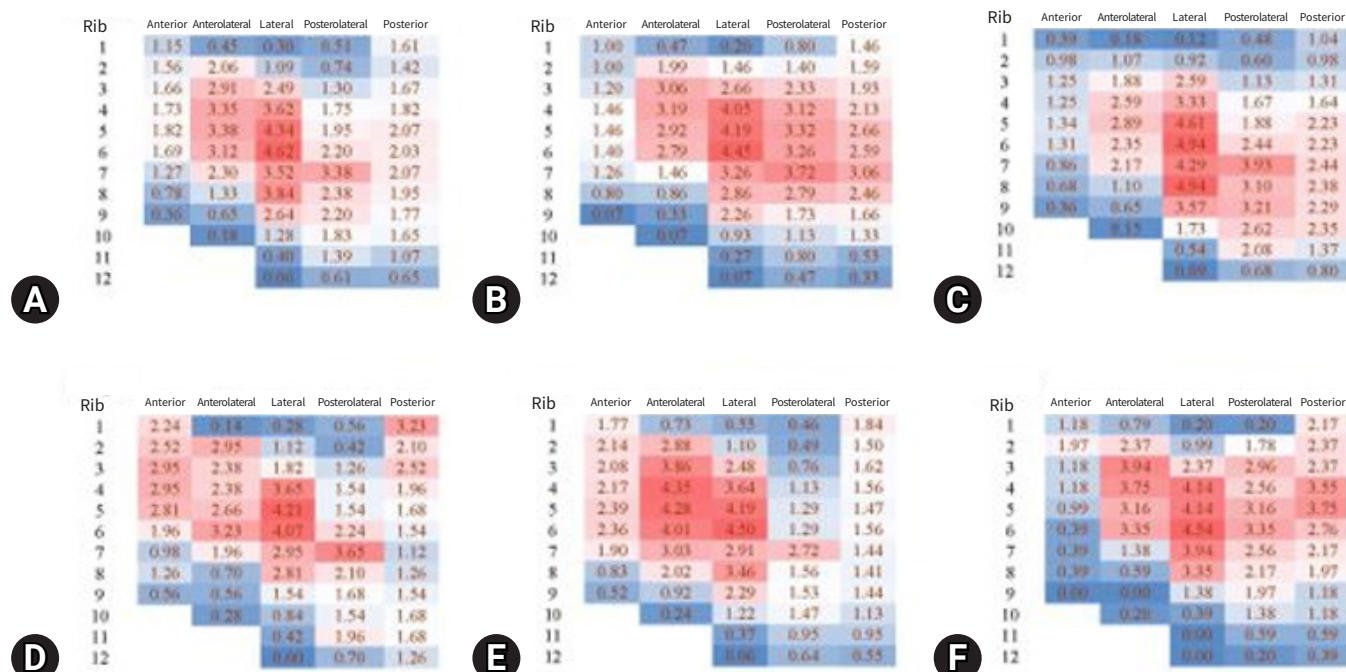 Rib Anterior Anterolateral Lateral Posterolateral Posterior
1 1.15 0.45 0.30 0.51 1.61
2 1.56 2.06 1.09 0.74 1.42
3 1.66 2.91 2.49 1.30 1.67
4 1.73 3.35 3.62 1.75 1.82
5 1.82 3.38 4.34 1.95 2.07
6 1.69 3.12 4.62 2.20 2.03
7 1.27 2.30 3.52 3.38 2.07
8 0.78 1.33 3.84 2.38 1.95
9 0.36 0.65 2.64 2.20 1.77
10 0.18 1.28 1.83 1.65
11 0.40 1.39 1.07
12 0.06 0.61 0.65
A
Rib Anterior Anterolateral Lateral Posterolateral Posterior
1 1.00 0.47 0.20 0.80 1.46
2 1.00 1.99 1.46 1.40 1.59
3 1.20 3.06 2.66 2.33 1.93
4 1.46 3.19 4.05 3.12 2.13
5 1.46 2.92 4.19 3.32 2.66
6 1.40 2.79 4.45 3.26 2.59
7 1.26 1.46 3.26 3.72 3.06
8 0.80 0.86 2.86 2.79 2.46
9 0.07 0.33 2.26 1.73 1.66
10 0.07 0.93 1.13 1.33
11 0.27 0.80 0.53
12 0.07 0.47 0.33
B
Rib Anterior Anterolateral Lateral Posterolateral Posterior
1 0.39 0.18 0.12 0.48 1.04
2 0.98 1.07 0.92 0.60 0.98
3 1.25 1.88 2.59 1.13 1.31
4 1.25 2.59 3.33 1.67 1.64
5 1.34 2.89 4.61 1.88 2.23
6 1.31 2.35 4.94 2.44 2.23
7 0.86 2.17 4.29 3.93 2.44
8 0.68 1.10 4.94 3.10 2.38
9 0.36 0.65 3.57 3.21 2.29
10 0.15 1.73 2.62 2.35
11 0.54 2.08 1.37
12 0.09 0.68 0.80
C
Rib Anterior Anterolateral Lateral Posterolateral Posterior
1 2.24 0.14 0.28 0.56 3.23
2 2.52 2.95 1.12 0.42 2.10
3 2.95 2.38 1.82 1.26 2.52
4 2.95 2.38 3.65 1.54 1.96
5 2.81 2.66 4.21 1.54 1.68
6 1.96 3.23 4.07 2.24 1.54
7 0.98 1.96 2.95 3.65 1.12
8 1.26 0.70 2.81 2.10 1.26
9 0.56 0.56 1.54 1.68 1.54
10 0.28 0.84 1.54 1.68
11 0.42 1.96 1.68
12 0.00 0.70 1.26
D
Rib Anterior Anterolateral Lateral Posterolateral Posterior
1 1.77 0.73 0.55 0.46 1.84
2 2.14 2.88 1.10 0.49 1.50
3 2.08 3.86 2.48 0.76 1.62
4 2.17 4.35 3.64 1.13 1.56
5 2.39 4.28 4.19 1.29 1.47
6 2.36 4.01 4.50 1.29 1.56
7 1.90 3.03 2.91 2.72 1.44
8 0.83 2.02 3.46 1.56 1.41
9 0.52 0.92 2.29 1.53 1.44
10 0.24 1.22 1.47 1.13
11 0.37 0.95 0.95
12 0.06 0.64 0.55
E
Rib Anterior Anterolateral Lateral Posterolateral Posterior
1 1.18 0.79 0.20 0.20 2.17
2 1.97 2.37 0.99 1.78 2.37
3 1.18 3.94 2.37 2.96 2.37
4 1.18 3.75 4.14 2.56 3.55
5 0.99 3.16 4.14 3.16 3.75
6 0.39 3.35 4.54 3.35 2.76
7 0.39 1.38 3.94 2.56 2.17
8 0.39 0.59 3.35 2.17 1.97
9 0.00 0.00 1.38 1.97 1.18
10 0.20 0.39 1.38 1.18
11 0.00 0.59 0.59
12 0.00 0.20 0.39
F